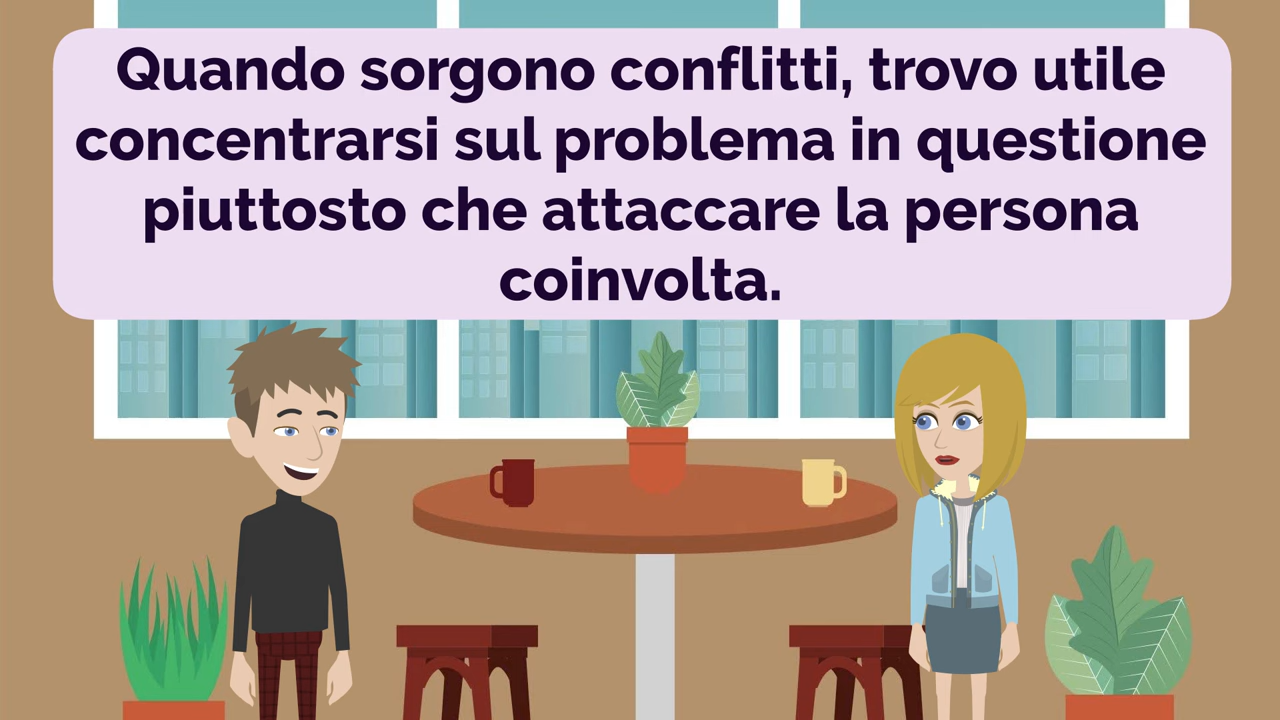 Quando sorgono conflitti, trovo utile
concentrarsi sul problema in questione
piuttosto che attaccare la persona
coinvolta.